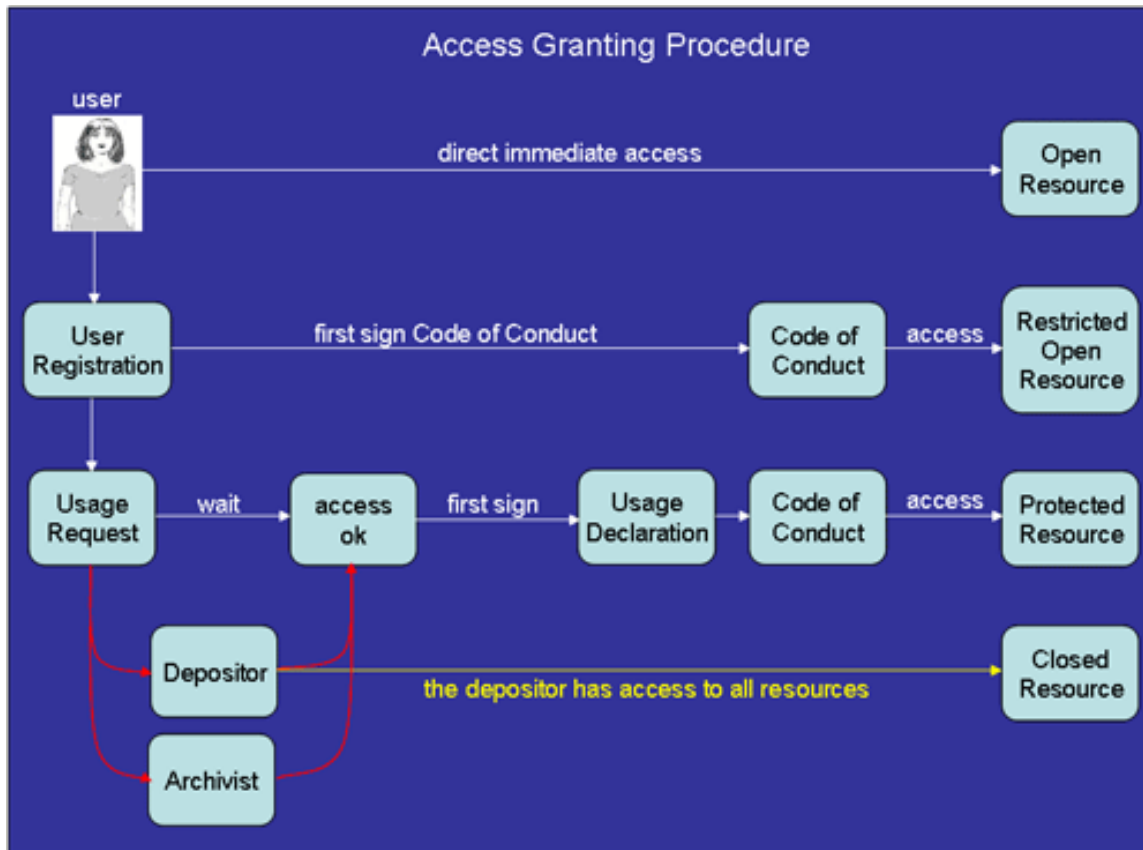 Access Granting Procedure
user
direct immediate access
Open
Resource
User
Registration
first sign Code of Conduct
Code of
Conduct
access
Restricted
Open
Resource
Usage
Request
wait
access
ok
first sign
Usage
Declaration
Code of
Conduct
access
Protected
Resource
Depositor
the depositor has access to all resources
Closed
Resource
Archivist